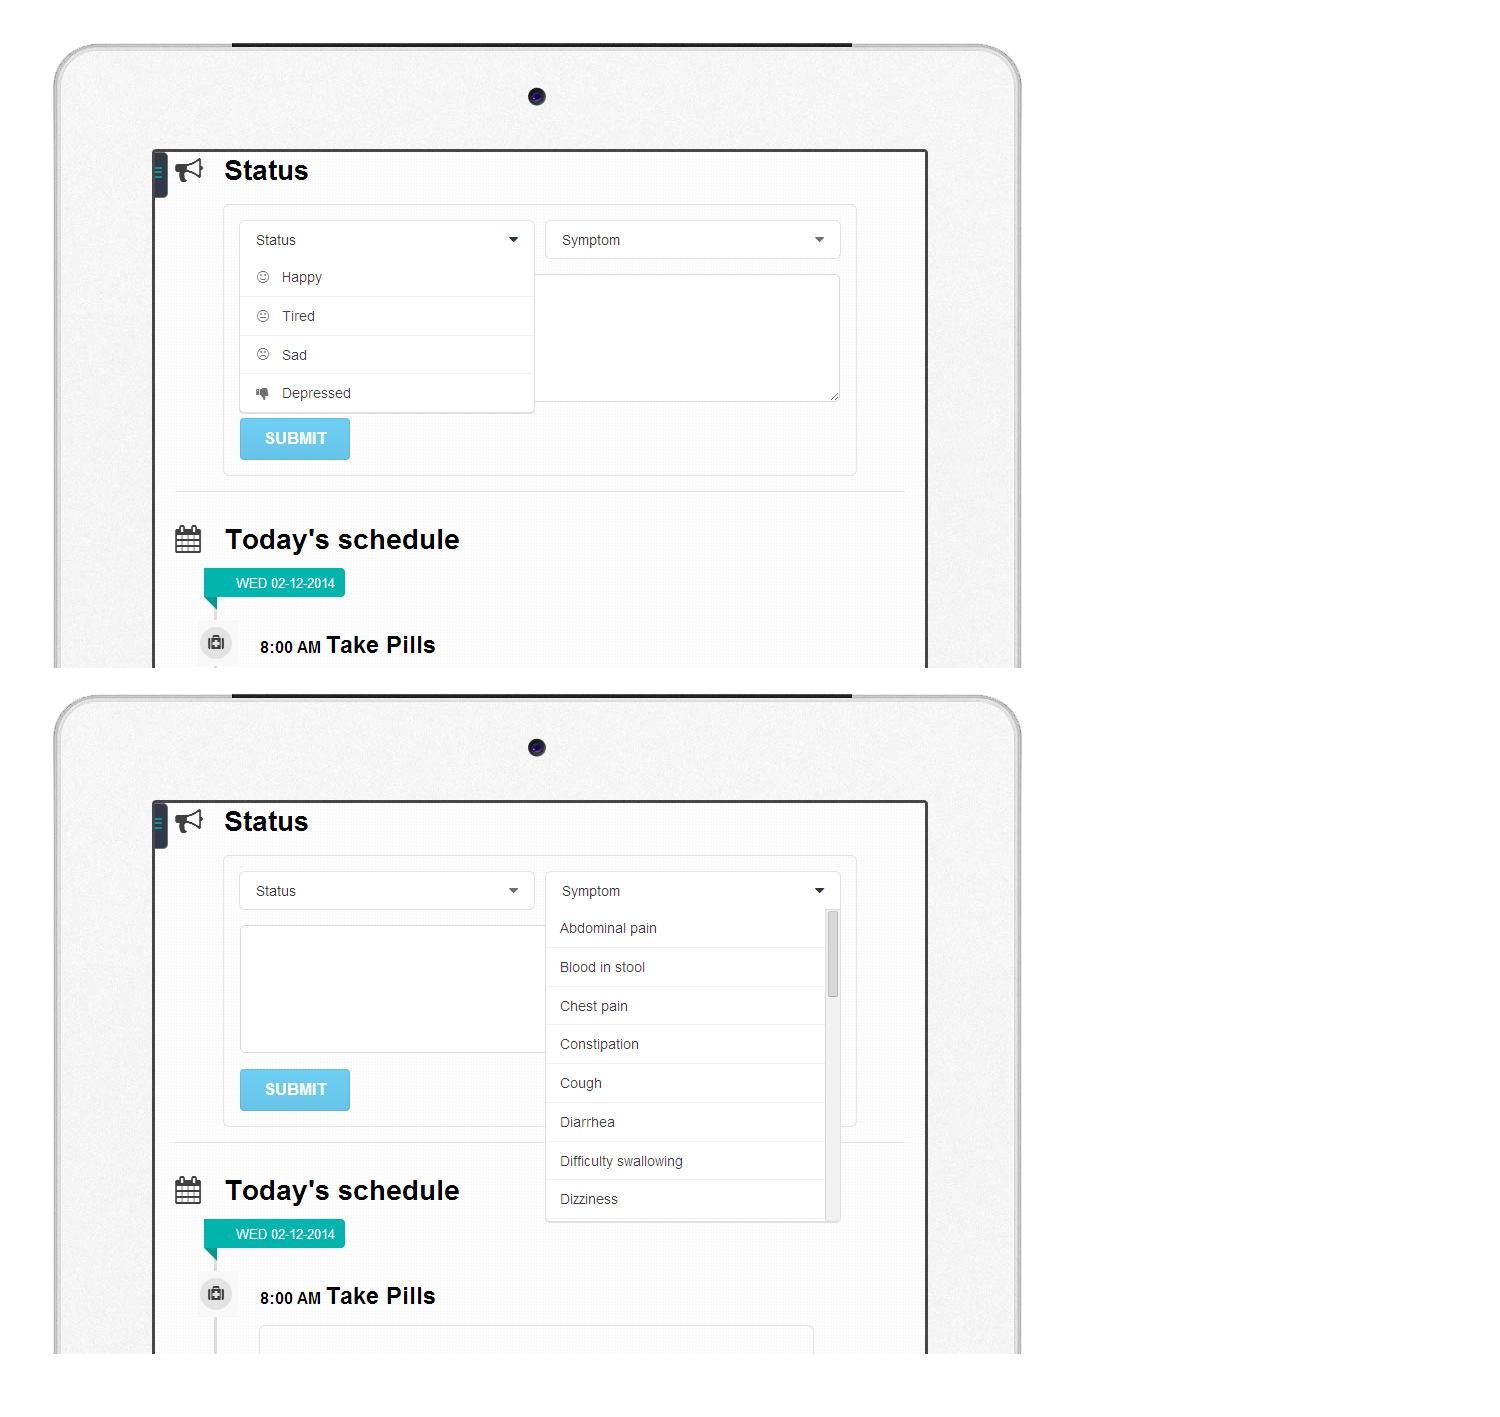 Status
Status Symptom
Happy
Tired
Sad
Depressed
SUBMIT
Today's schedule
WED 02-12-2014
8:00 AM Take Pills
Status
Status Symptom
Abdominal pain
Blood in stool
Chest pain
Constipation
Cough
Diarrhea
Difficulty swallowing
Dizziness
SUBMIT
Today's schedule
WED 02-12-2014
8:00 AM Take Pills